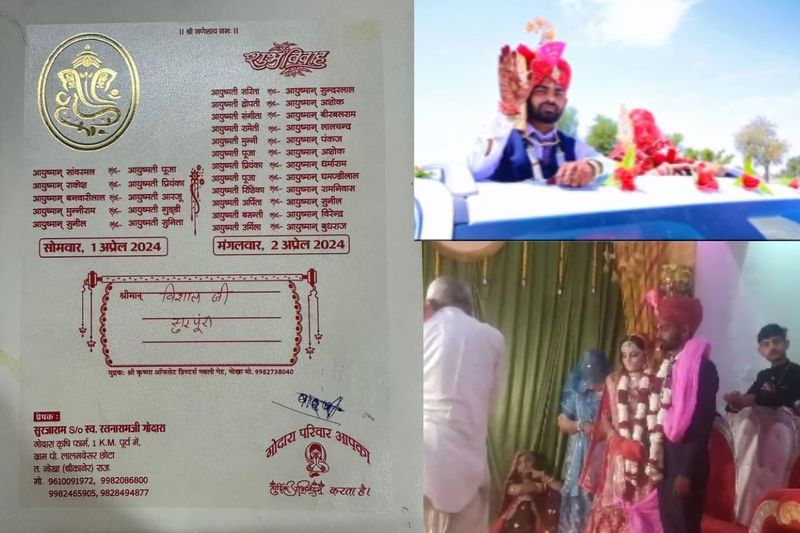 ॥ श्री गणेशाय नमः ॥
शुभ विवाह
आयुष्मती सरिता आयुष्मान् सुन्दरलाल
आयुष्मती द्रोपती आयुष्मान् अशोक
आयुष्मती संगीता आयुष्मान् बीरबलराम
आयुष्मती रामेती आयुष्मान् लालचन्द
आयुष्मती मुन्नी आयुष्मान् पंकज
आयुष्मती पूजा आयुष्मान् अशोक
आयुष्मती प्रियंका आयुष्मान् धर्माराम
आयुष्मती पूजा आयुष्मान् घमण्डीलाल
आयुष्मती रिछिका आयुष्मान् रामनिवास
आयुष्मती अर्पिता आयुष्मान् सुनील
आयुष्मती बसन्ती आयुष्मान् विरेन्द्र
आयुष्मती उर्मिला आयुष्मान् बुधराज
मंगलवार, 2 अप्रेल 2024
आयुष्मान् सांवरमल आयुष्मती पूजा
आयुष्मान् राकेश आयुष्मती प्रियंका
आयुष्मान् बनवारीलाल आयुष्मती आरजू
आयुष्मान् मुन्नीराम आयुष्मती गुड्डी
आयुष्मान् सुनील आयुष्मती सुनिता
सोमवार, 1 अप्रेल 2024
श्रीमान् विशाल जी
सुरपुरा
मुद्रक: श्री कृष्णा ऑफसेट प्रिण्टर्स नवली गेट, नोखा मो. 9982738040
प्रेषक :
सुरजाराम S/o स्व. रतनारामजी गोदारा
गोदारा कृषि फार्म, 1 K.M. पूर्व में,
ग्राम पो. लालमदेसर छोटा
त. नोखा (बीकानेर) राज.
मो. 9610091972, 9982086800
9982465905, 9828494877
गोदारा परिवार आपका
हार्दिक अभिनन्दन करता है।